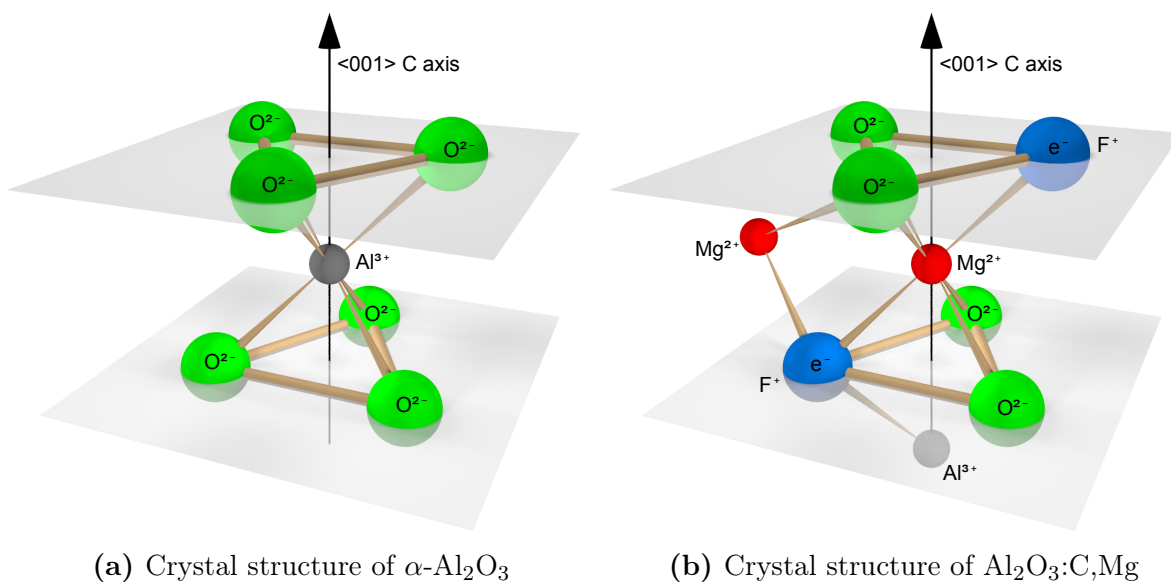 <001> C axis
O²⁻
O²⁻
O²⁻
Al³⁺
O²⁻
O²⁻
O²⁻
(a) Crystal structure of α-Al₂O₃
<001> C axis
O²⁻
e⁻
F⁺
O²⁻
Mg²⁺
Mg²⁺
O²⁻
e⁻
F⁺
O²⁻
Al³⁺
(b) Crystal structure of Al₂O₃:C,Mg